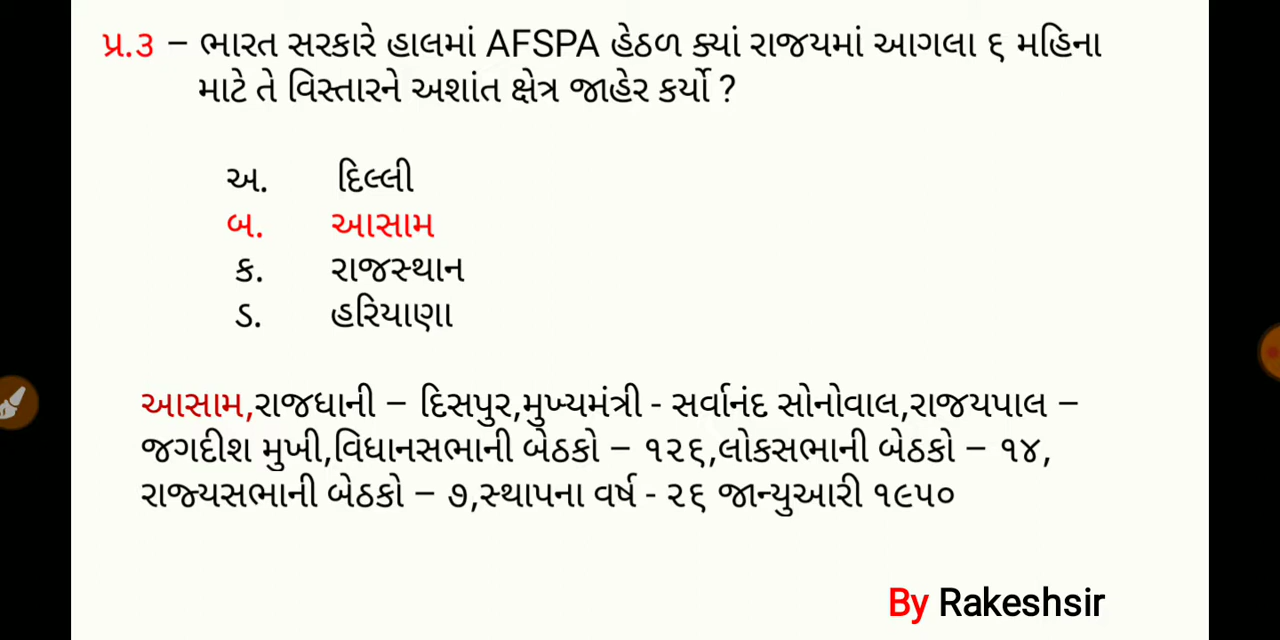 પ્ર.૩ – ભારત સરકારે હાલમાં AFSPA હેઠળ ક્યાં રાજયમાં આગલા ૬ મહિના
માટે તે વિસ્તારને અશાંત ક્ષેત્ર જાહેર કર્યો ?
અ. દિલ્લી
બ. આસામ
ક. રાજસ્થાન
ડ. હરિયાણા
આસામ,રાજધાની – દિસપુર,મુખ્યમંત્રી - સર્વાનંદ સોનોવાલ,રાજયપાલ –
જગદીશ મુખી,વિધાનસભાની બેઠકો – ૧૨૬,લોકસભાની બેઠકો – ૧૪,
રાજ્યસભાની બેઠકો – ૭,સ્થાપના વર્ષ - ૨૬ જાન્યુઆરી ૧૯૫૦
By Rakeshsir